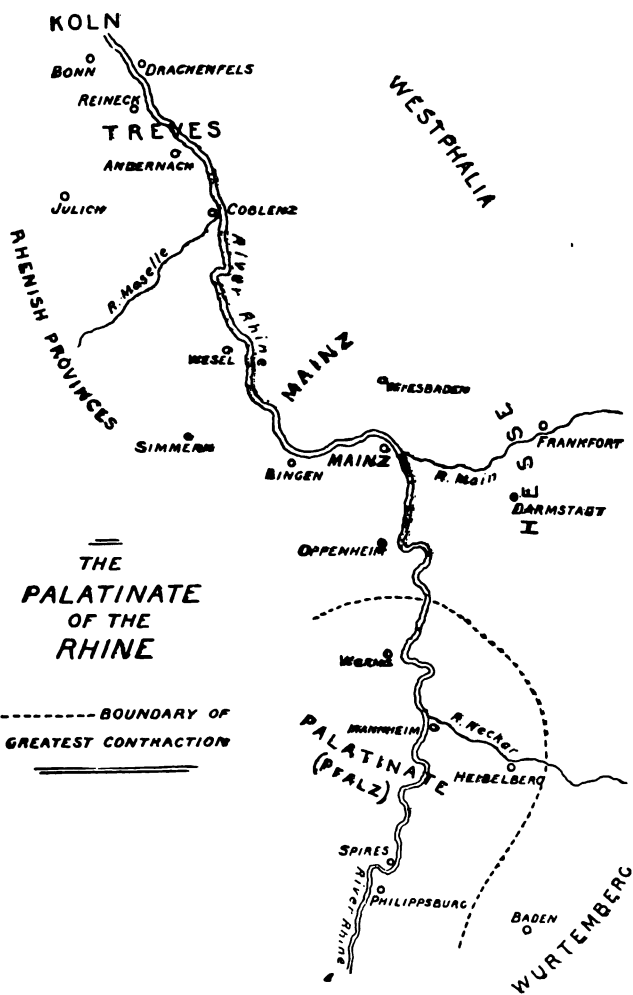 KOLN
BONN
DRACHENFELS
REINECK
TREVES
ANDERNACH
JULICH
COBLENZ
WESTPHALIA
RHENISH PROVINCES
R. Maselle
River Rhine
WESEL
MAINZ
WIESBADEN
SIMMERN
BINGEN
MAINZ
FRANKFORT
R. Main
HESSE
DARMSTADT
OPPENHEIM
THE
PALATINATE
OF THE
RHINE
BOUNDARY OF
GREATEST CONTRACTION
WORMS
MANNHEIM
R. Neckar
PALATINATE
(PFALZ)
HEIDELBERG
SPIRES
PHILIPPSBURG
River Rhine
BADEN
WURTEMBERG